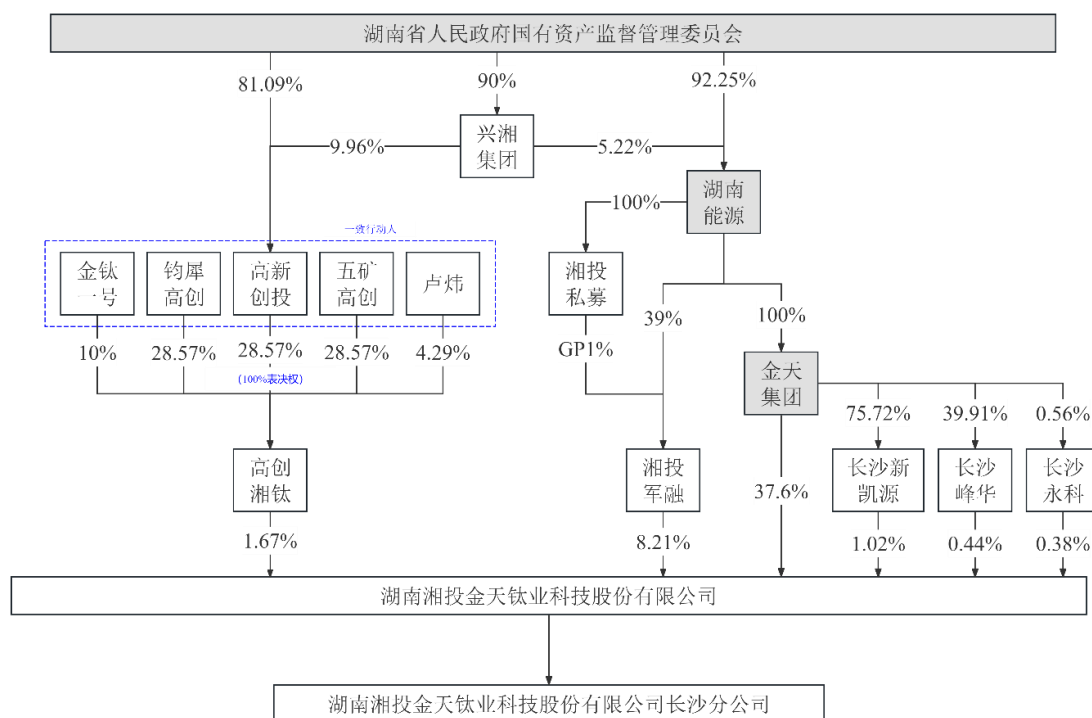 湖南省人民政府国有资产监督管理委员会
81.09%
90%
92.25%
兴湘
集团
9.96%
5.22%
湖南
能源
100%
一致行动人
金钛
一号
钧犀
高创
高新
创投
五矿
高创
卢炜
湘投
私募
10%
28.57%
28.57%
28.57%
4.29%
(100%表决权)
GP1%
39%
100%
金天
集团
75.72%
39.91%
0.56%
高创
湘钛
湘投
军融
37.6%
长沙新
凯源
长沙
峰华
长沙
永科
1.67%
8.21%
1.02%
0.44%
0.38%
湖南湘投金天钛业科技股份有限公司
湖南湘投金天钛业科技股份有限公司长沙分公司